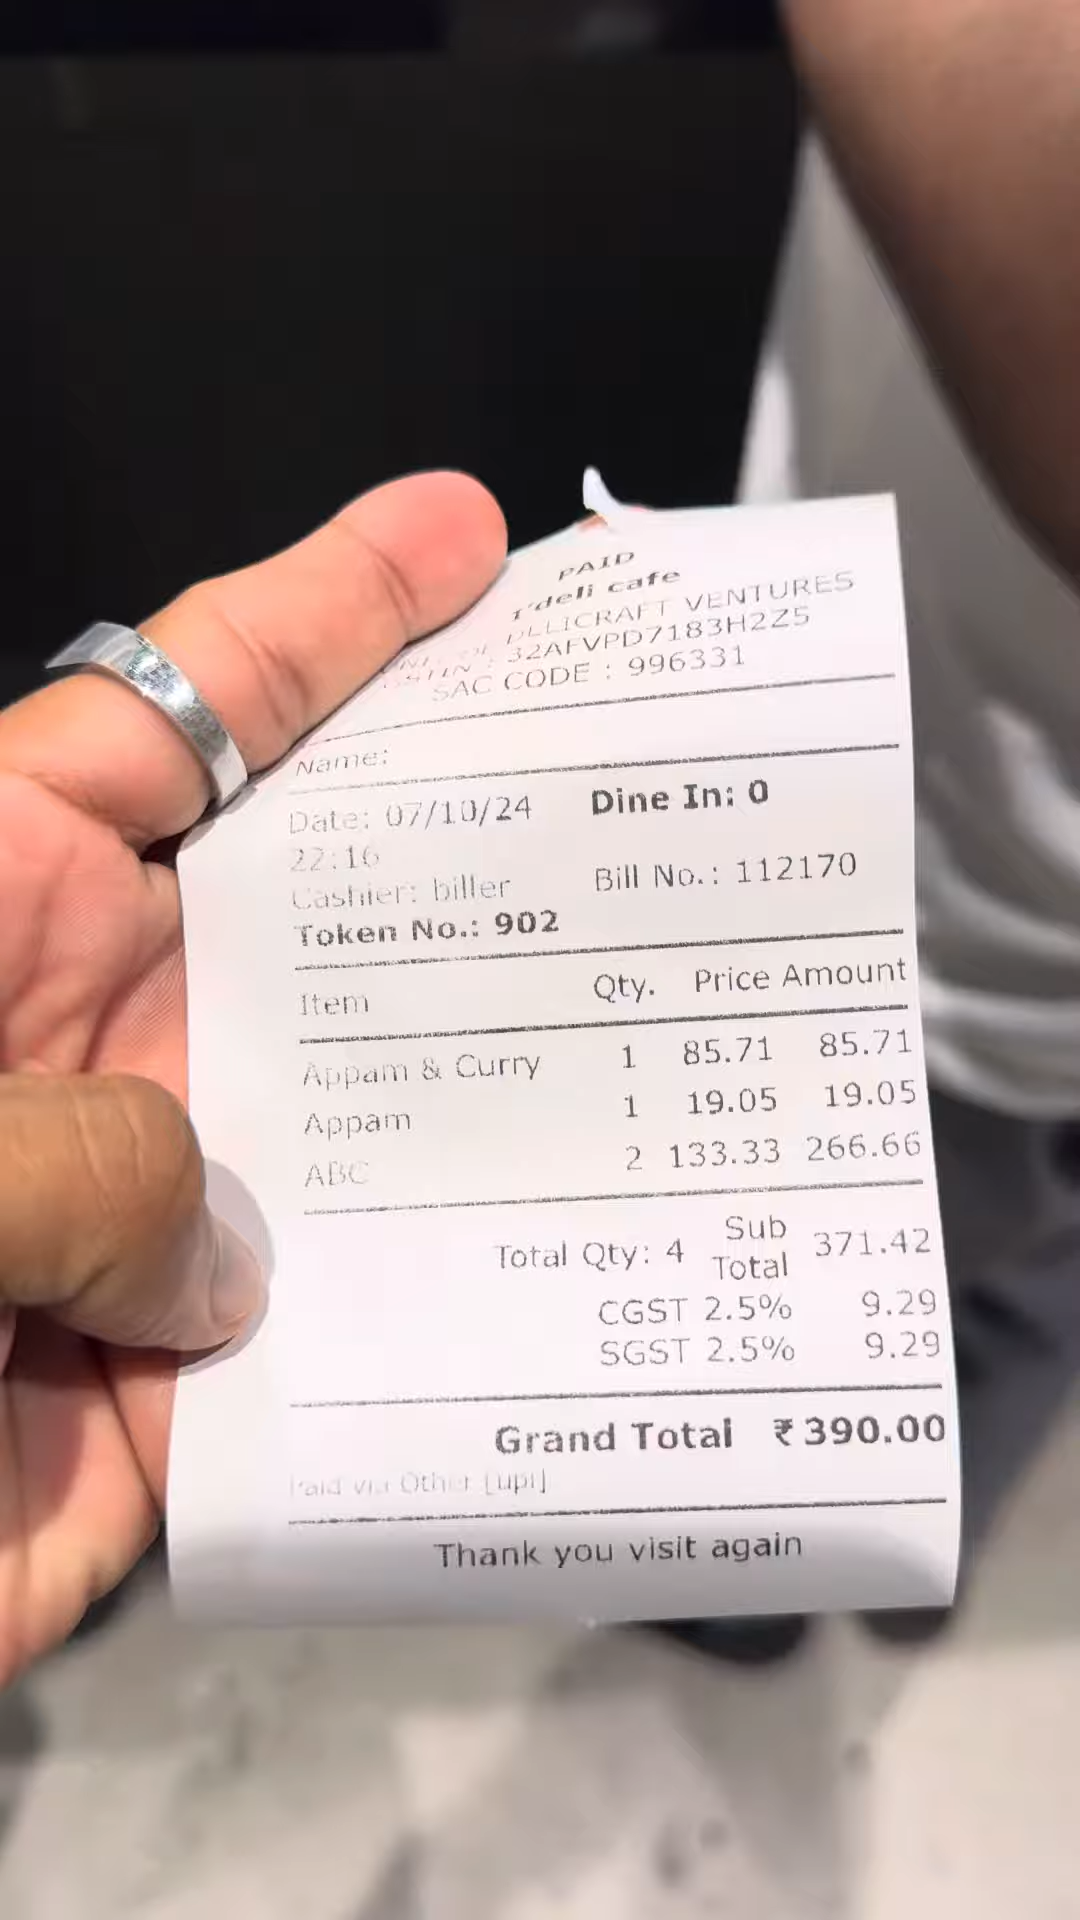 PAID
I'deli cafe
VENTURES
32AFVPD7183H2Z5
SAC CODE : 996331
Name:
Date: 07/10/24 Dine In: 0
22:16
Cashier: biller Bill No.: 112170
Token No.: 902
Item Qty. Price Amount
Appam & Curry 1 85.71 85.71
Appam 1 19.05 19.05
ABC 2 133.33 266.66
Total Qty: 4 Sub Total 371.42
CGST 2.5% 9.29
SGST 2.5% 9.29
Grand Total ₹390.00
Paid via Other [upi]
Thank you visit again